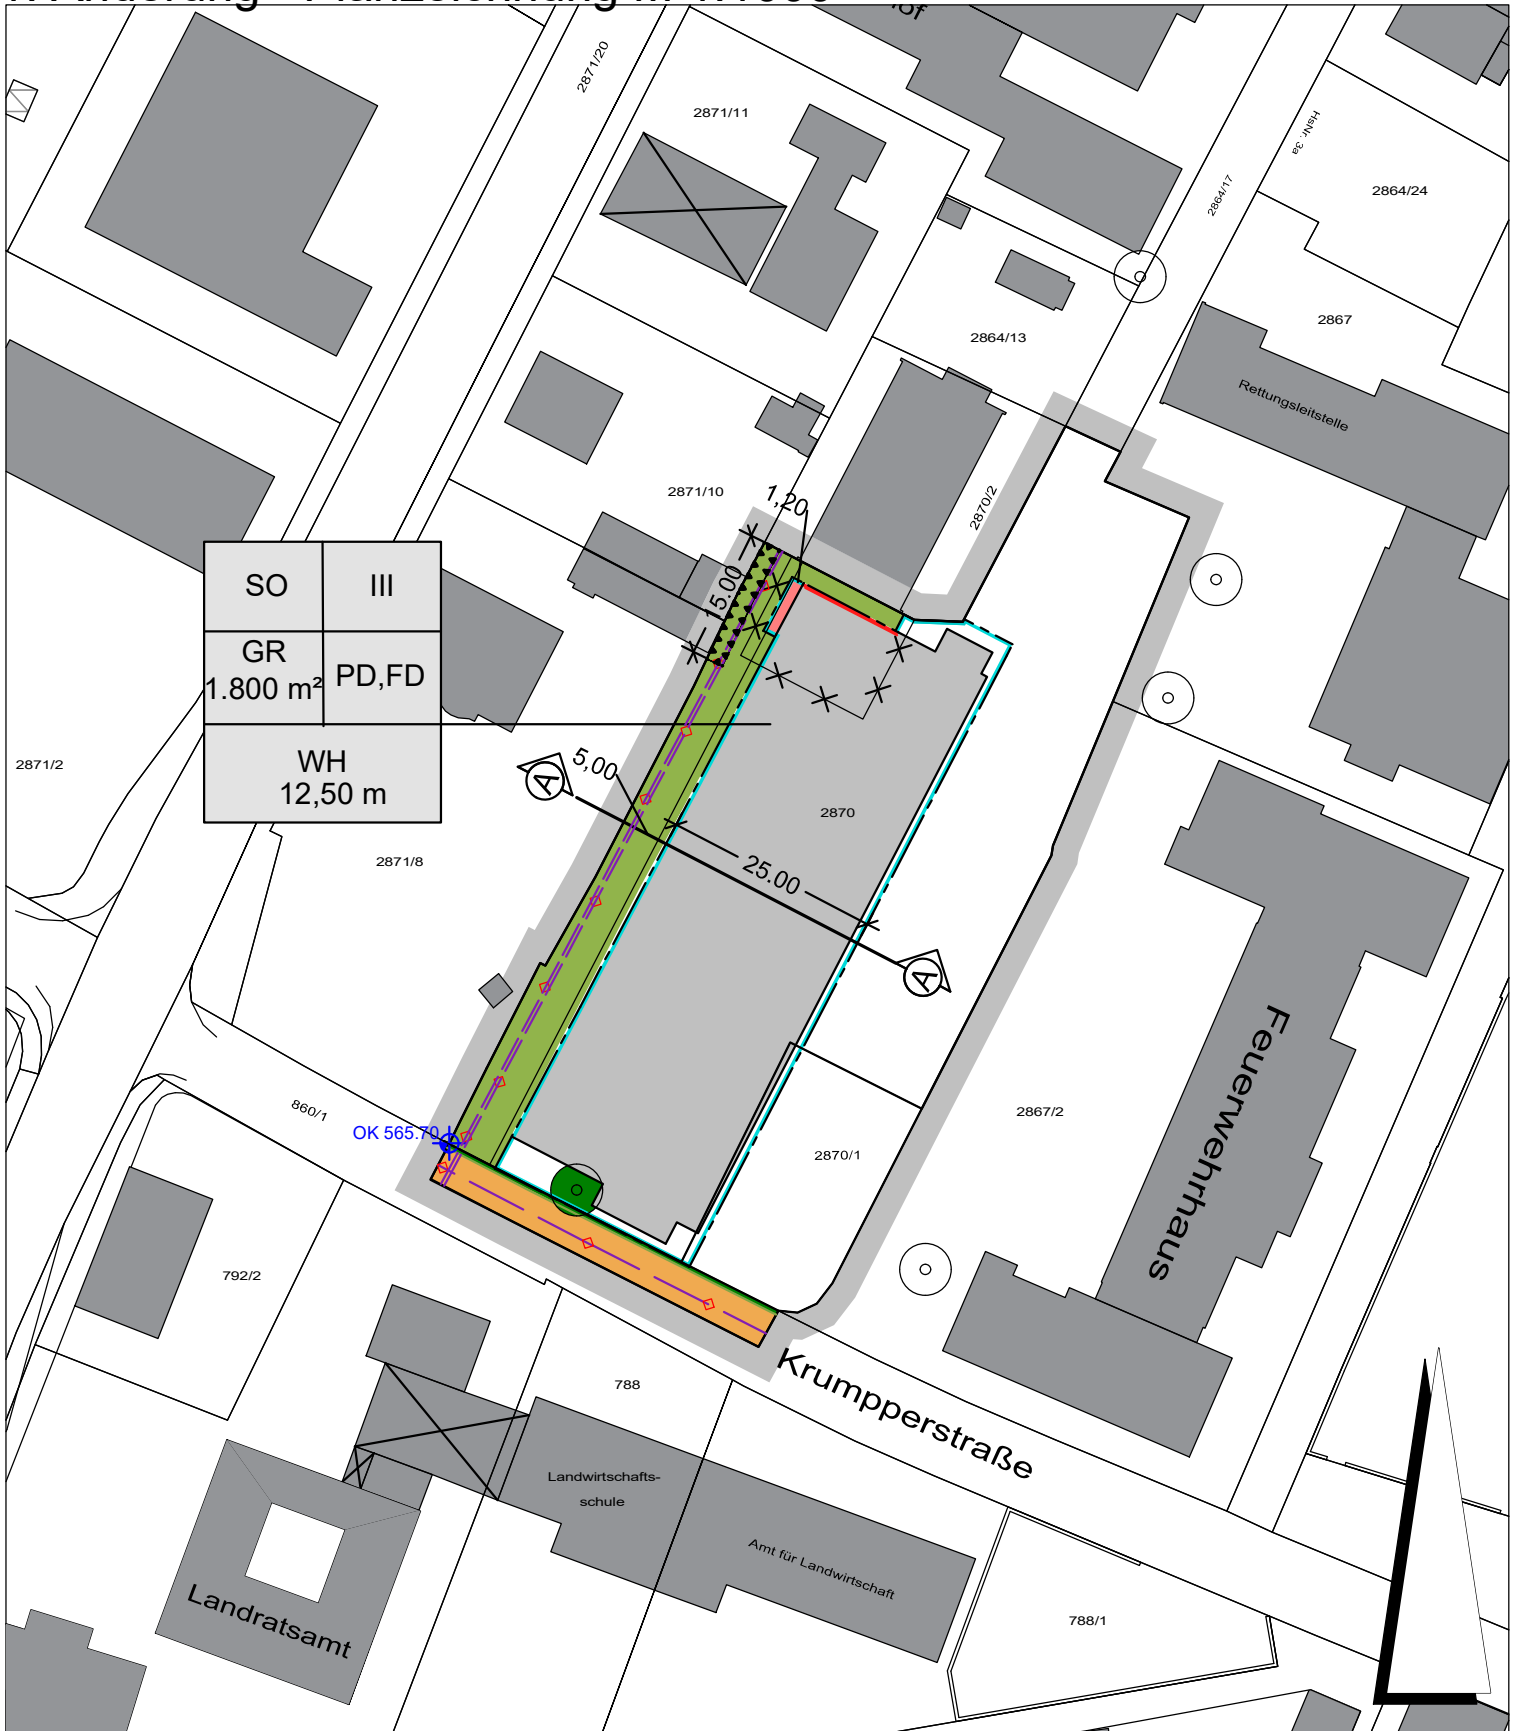 hof
2871/20
2871/11
HsNr. 3a
2864/17
2864/24
2867
2864/13
Rettungsleitstelle
2871/10
1,20
2870/2
15.00
SO
III
GR
1.800 m²
PD,FD
WH
12,50 m
2871/2
A
5,00
2870
2871/8
25.00
A
Feuerwehrhaus
860/1
OK 565.70
2867/2
2870/1
792/2
Krumpperstraße
788
Landwirtschafts-
schule
Amt für Landwirtschaft
Landratsamt
788/1